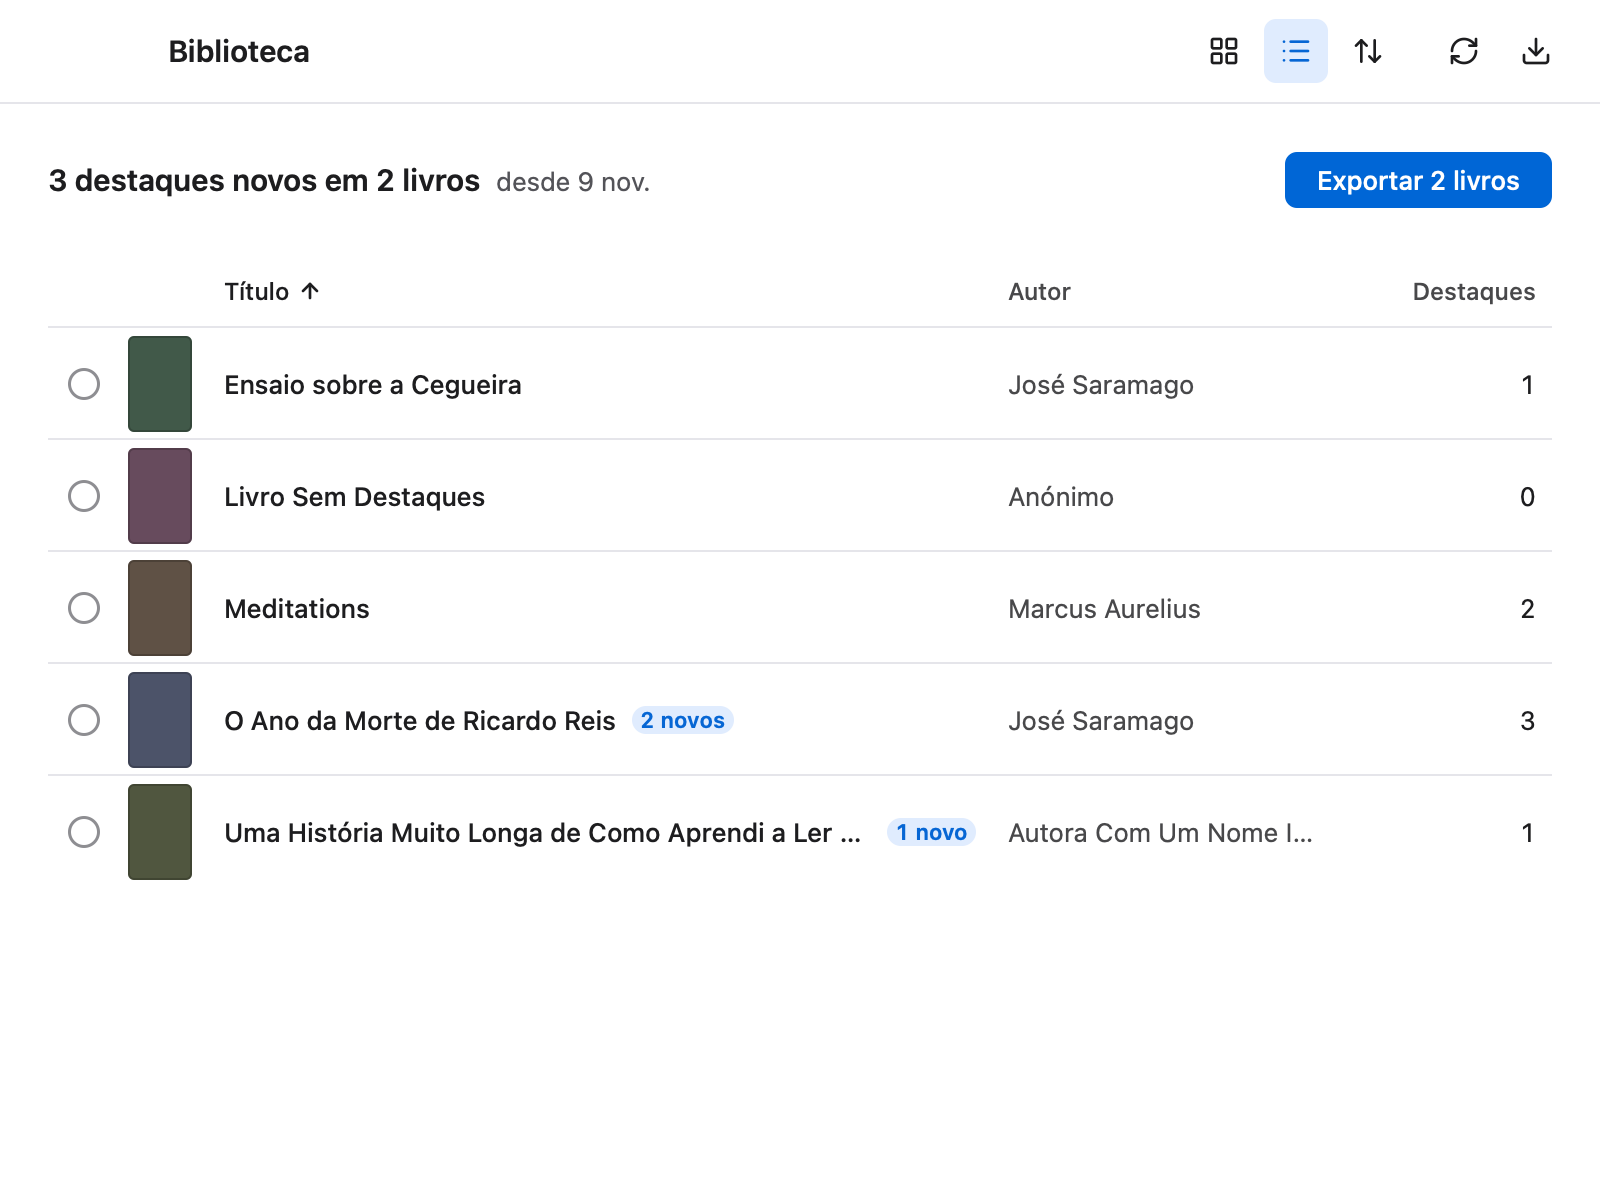 Biblioteca
3 destaques novos em 2 livros desde 9 nov.
Exportar 2 livros
Título ↑ Autor Destaques
Ensaio sobre a Cegueira José Saramago 1
Livro Sem Destaques Anónimo 0
Meditations Marcus Aurelius 2
O Ano da Morte de Ricardo Reis 2 novos José Saramago 3
Uma História Muito Longa de Como Aprendi a Ler ... 1 novo Autora Com Um Nome I... 1